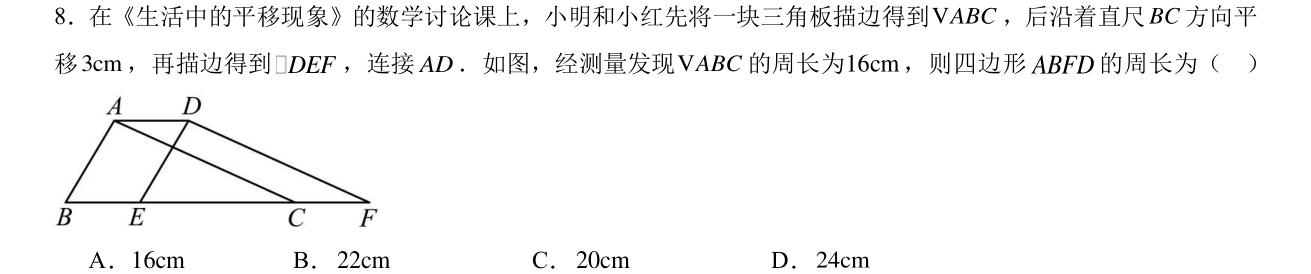 8．在《生活中的平移现象》的数学讨论课上，小明和小红先将一块三角板描边得到VABC，后沿着直尺BC方向平
移3cm，再描边得到▯DEF，连接AD．如图，经测量发现VABC的周长为16cm，则四边形ABFD的周长为（ ）
A D
B E C F
A．16cm B．22cm C．20cm D．24cm